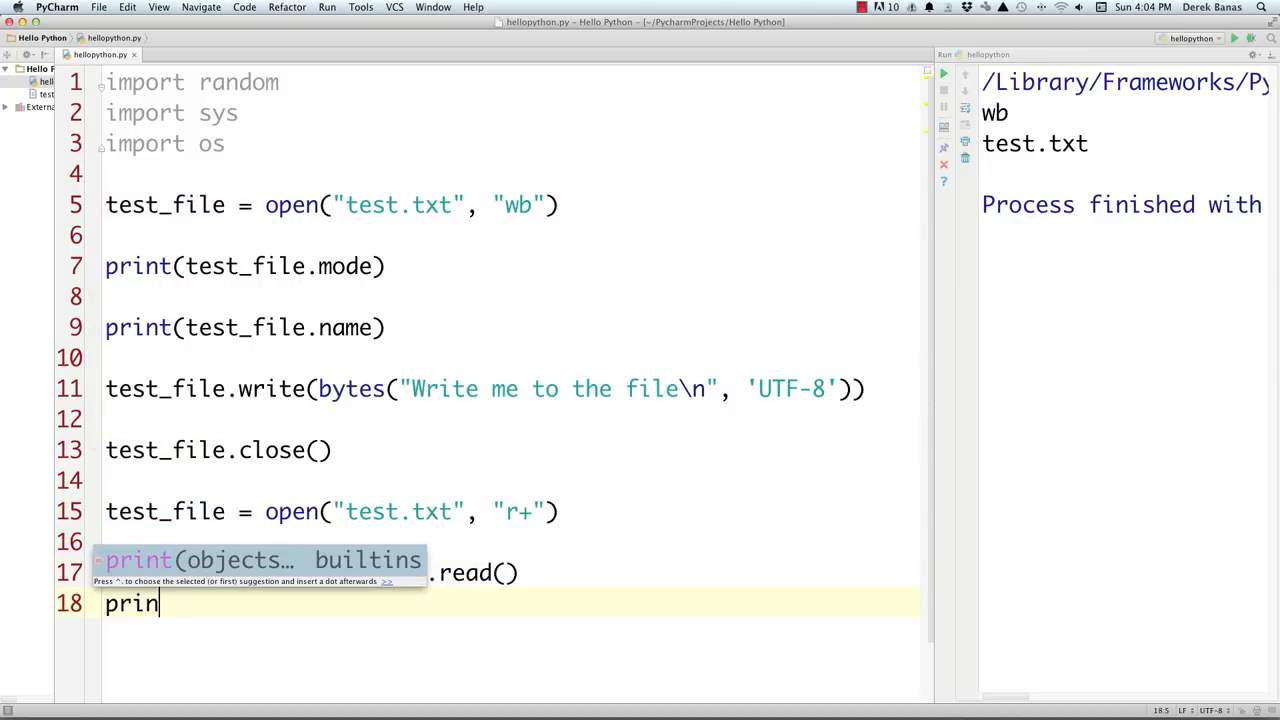 PyCharm File Edit View Navigate Code Refactor Run Tools VCS Window Help 10 Sun 4:04 PM Derek Banas
hellopython.py - Hello Python - [~/PycharmProjects/Hello Python]
Hello Python hellopython.py hellopython
hellopython.py Run hellopython
Hello P
hell
test
Externa
1 import random
2 import sys
3 import os
4
5 test_file = open("test.txt", "wb")
6
7 print(test_file.mode)
8
9 print(test_file.name)
10
11 test_file.write(bytes("Write me to the file\n", 'UTF-8'))
12
13 test_file.close()
14
15 test_file = open("test.txt", "r+")
16
print(objects… builtins
Press ^. to choose the selected (or first) suggestion and insert a dot afterwards >>
17 .read()
18 prin
/Library/Frameworks/Py
wb
test.txt
Process finished with
18:5 LF UTF-8